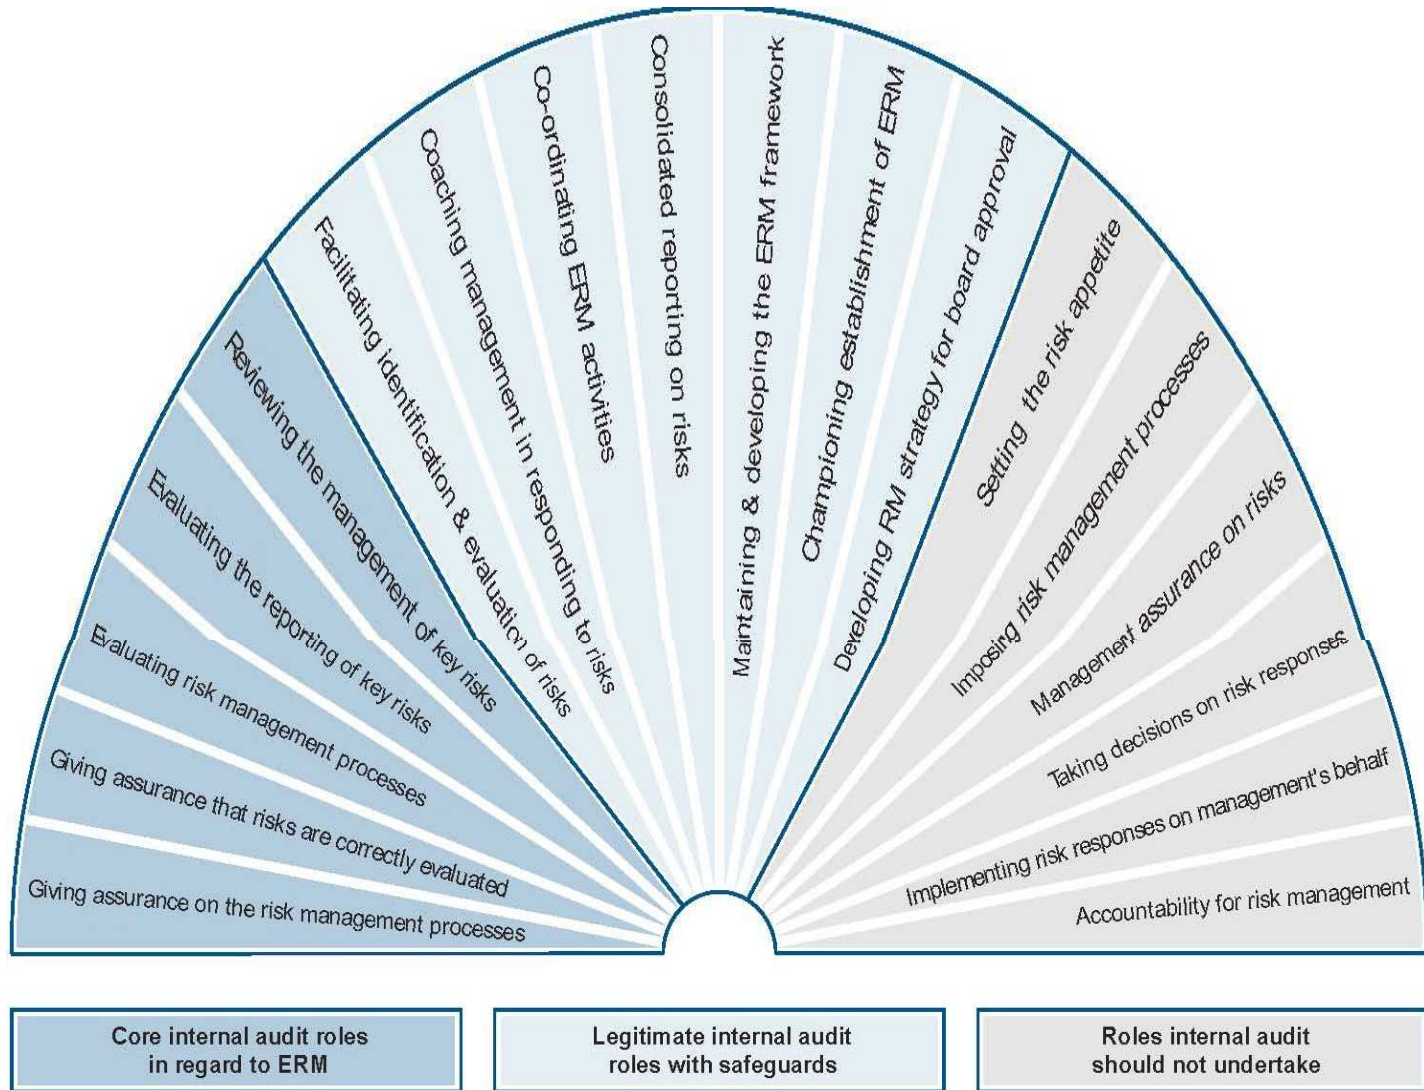 Giving assurance on the risk management processes
Giving assurance that risks are correctly evaluated
Evaluating risk management processes
Evaluating the reporting of key risks
Reviewing the management of key risks
Facilitating identification & evaluation of risks
Coaching management in responding to risks
Co-ordinating ERM activities
Consolidated reporting on risks
Maintaining & developing the ERM framework
Championing establishment of ERM
Developing RM strategy for board approval
Setting the risk appetite
Imposing risk management processes
Management assurance on risks
Taking decisions on risk responses
Implementing risk responses on management's behalf
Accountability for risk management
Core internal audit roles
in regard to ERM
Legitimate internal audit
roles with safeguards
Roles internal audit
should not undertake